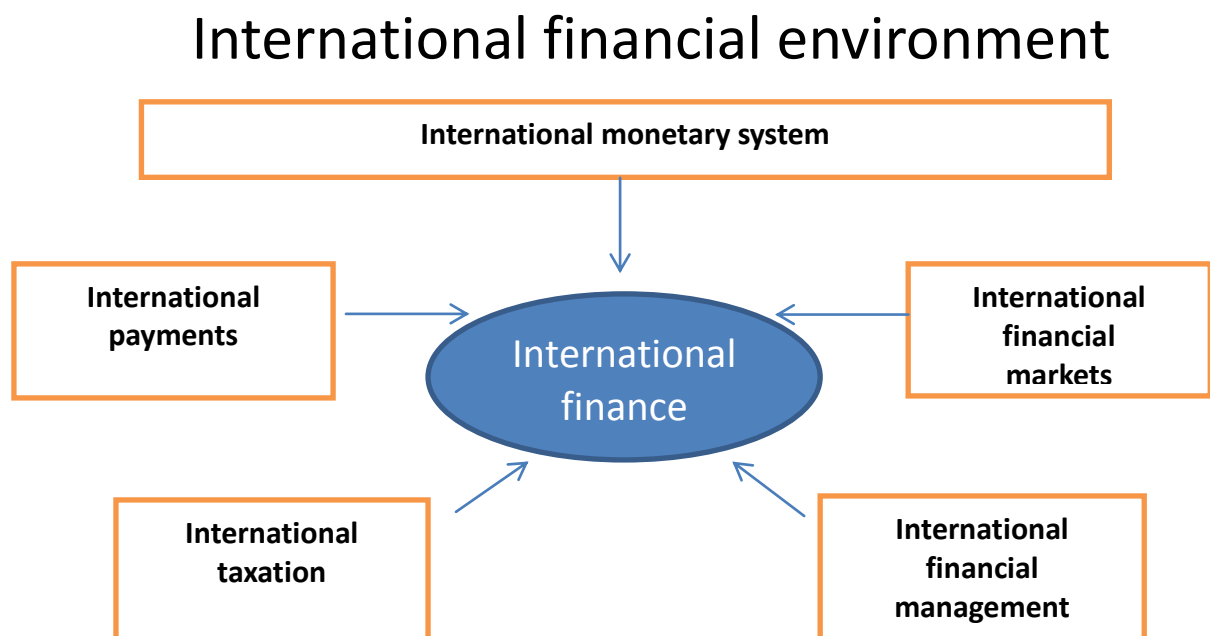 International financial environment
International monetary system
International
payments
International
financial
markets
International
finance
International
taxation
International
financial
management